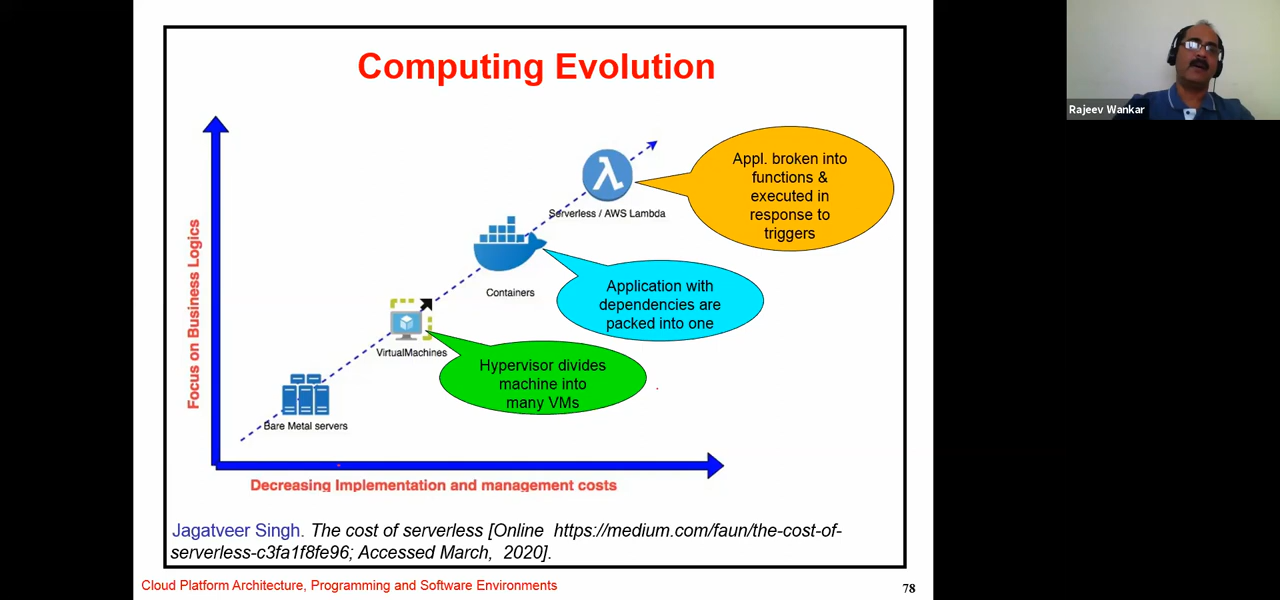 Computing Evolution
Rajeev Wankar
Focus on Business Logics
Appl. broken into
functions &
executed in
response to
triggers
Serverless / AWS Lambda
Application with
dependencies are
packed into one
Containers
VirtualMachines
Hypervisor divides
machine into
many VMs
Bare Metal servers
Decreasing Implementation and management costs
Jagatveer Singh. The cost of serverless [Online https://medium.com/faun/the-cost-of-
serverless-c3fa1f8fe96; Accessed March, 2020].
Cloud Platform Architecture, Programming and Software Environments
78